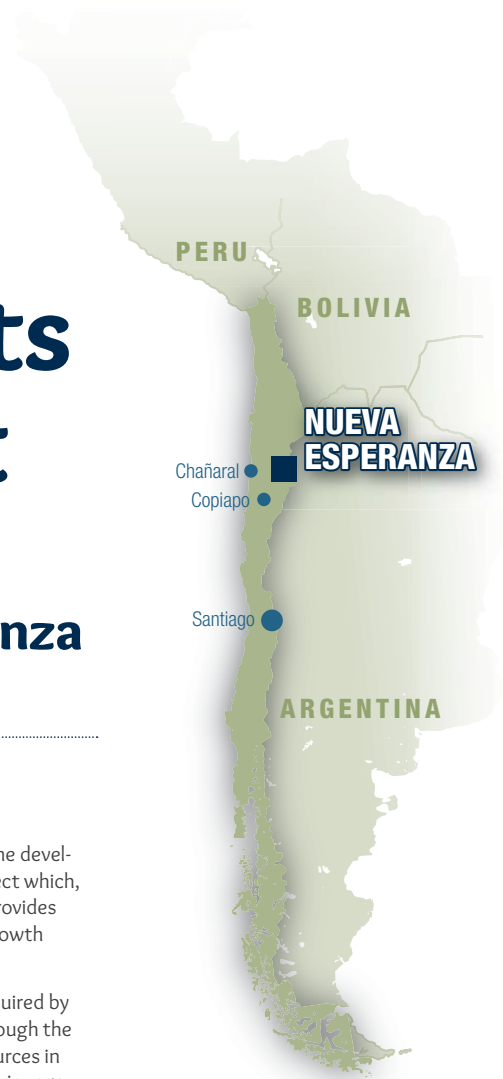 ts
t
nza
ne devel-
ect which,
rovides
owth
uired by
ough the
urces in
PERU
BOLIVIA
NUEVA
ESPERANZA
Chañaral
Copiapo
Santiago
ARGENTINA